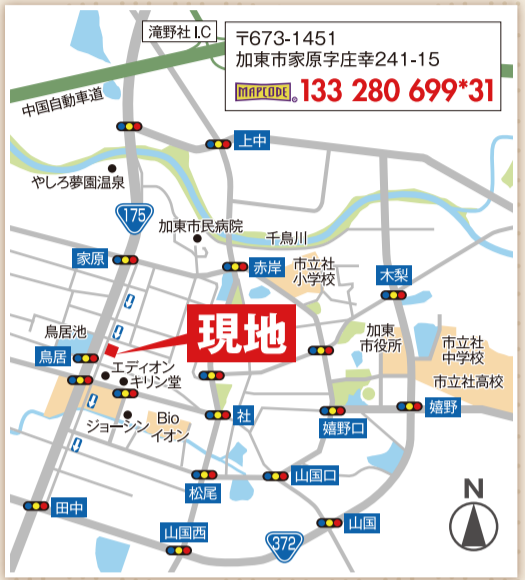 滝野社I.C
〒673-1451
加東市家原字庄幸241-15
MAPCODE 133 280 699*31
中国自動車道
上中
やしろ夢園温泉
175
加東市民病院
千鳥川
家原
赤岸
市立社
小学校
木梨
鳥居池
現地
鳥居
加東
市役所
市立社
中学校
エディオン
キリン堂
市立社高校
ジョーシン
Bio
イオン
社
嬉野口
嬉野
松尾
山国口
田中
山国西
372
山国
N